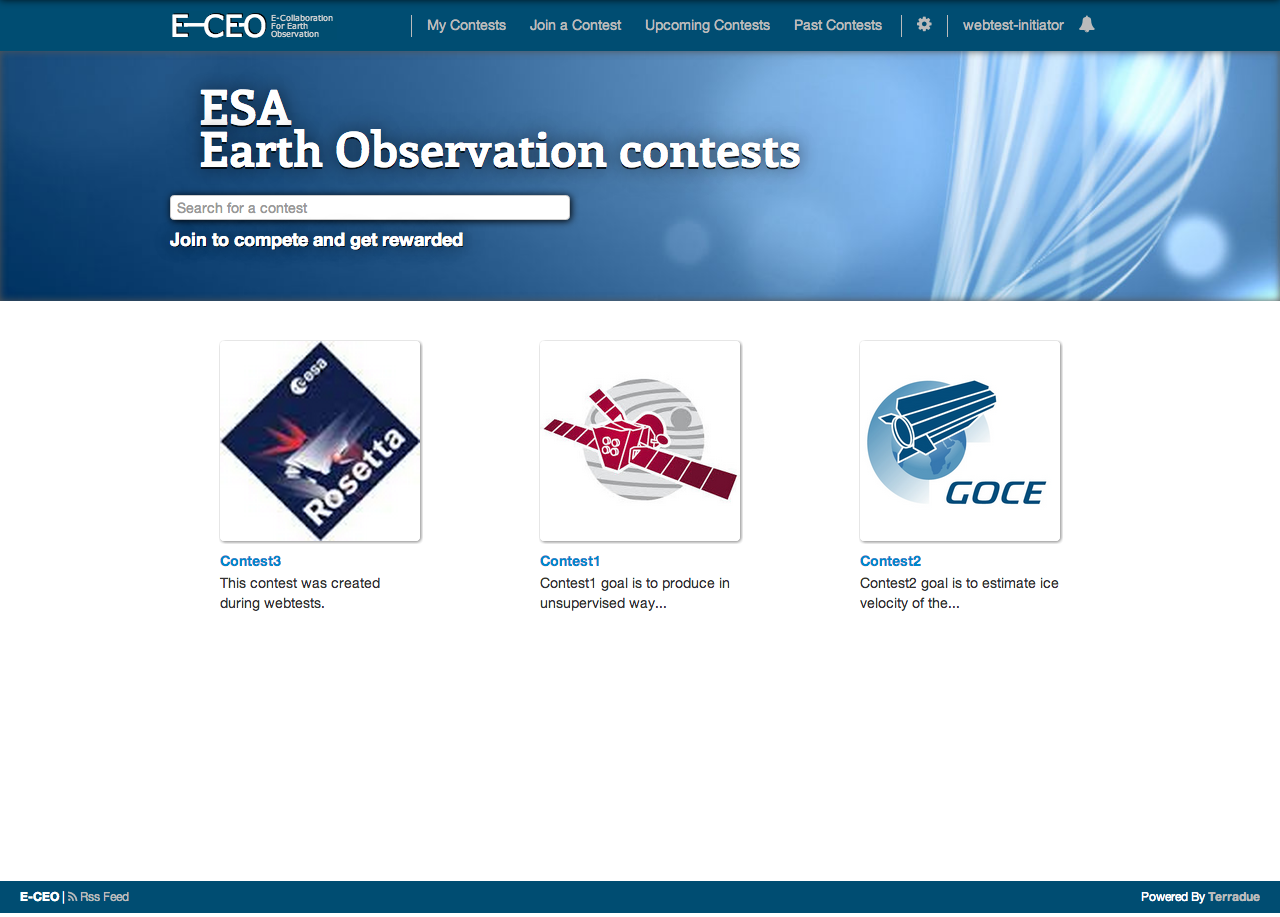 E-CEO
E-Collaboration
For Earth
Observation
My Contests
Join a Contest
Upcoming Contests
Past Contests
webtest-initiator
ESA
Earth Observation contests
Search for a contest
Join to compete and get rewarded
esa
Rosetta
GOCE
Contest3
This contest was created
during webtests.
Contest1
Contest1 goal is to produce in
unsupervised way...
Contest2
Contest2 goal is to estimate ice
velocity of the...
E-CEO | Rss Feed
Powered By Terradue